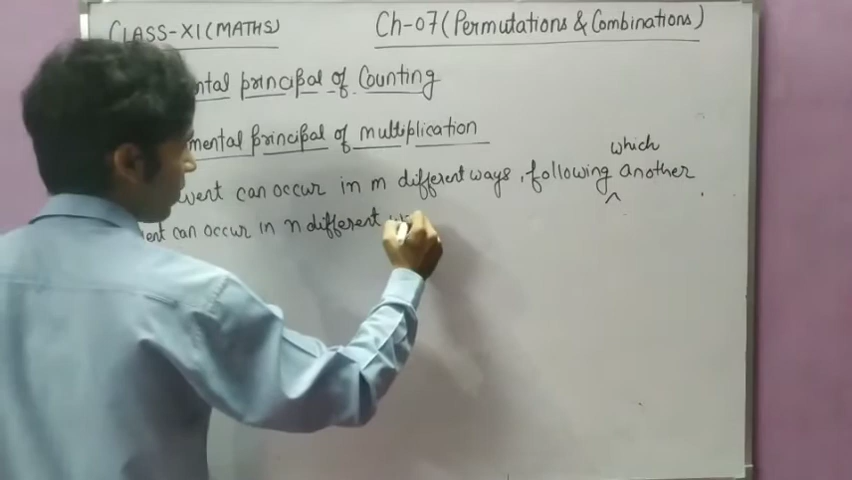 CLASS-XI (MATHS)
Ch-07 (Permutations & Combinations)
ntal principal of Counting
mental principal of multiplication
which
vent can occur in m different ways, following ^ another
ent can occur in n different